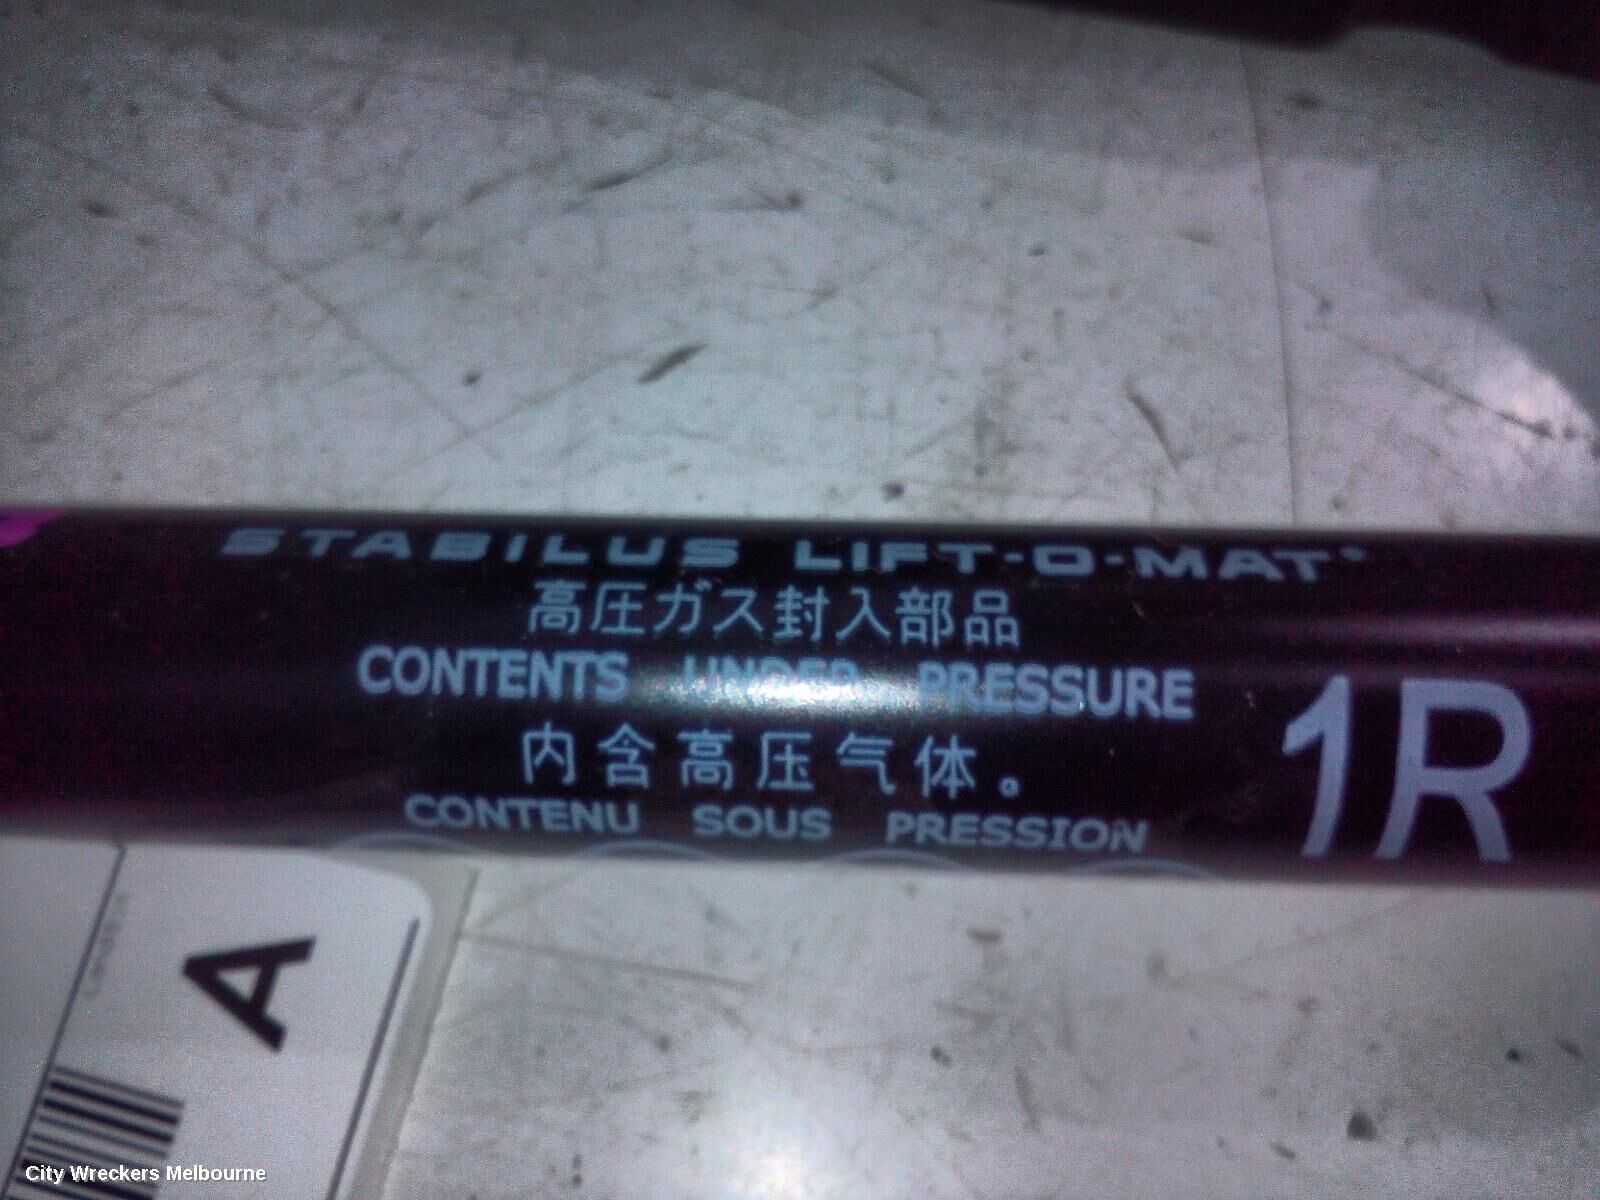 STABILUS LIFT-O-MAT
高圧ガス封入部品
CONTENTS UNDER PRESSURE
1R
内含高压气体。
CONTENU SOUS PRESSION
A
City Wreckers Melbourne